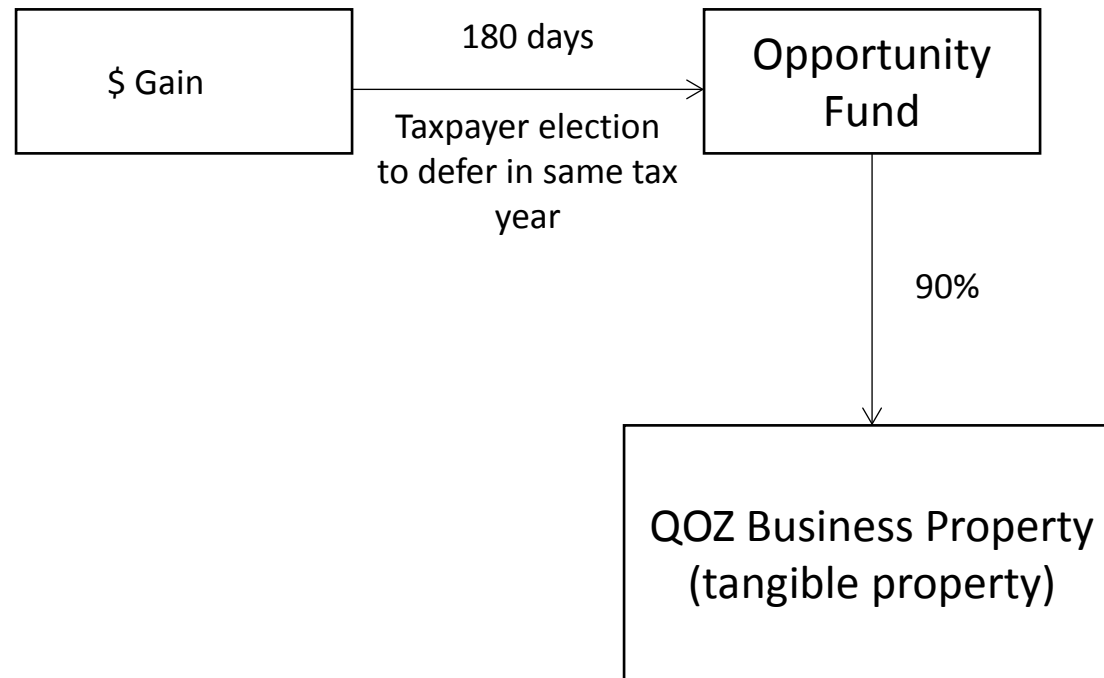 $ Gain
180 days
Taxpayer election
to defer in same tax
year
Opportunity
Fund
90%
QOZ Business Property
(tangible property)